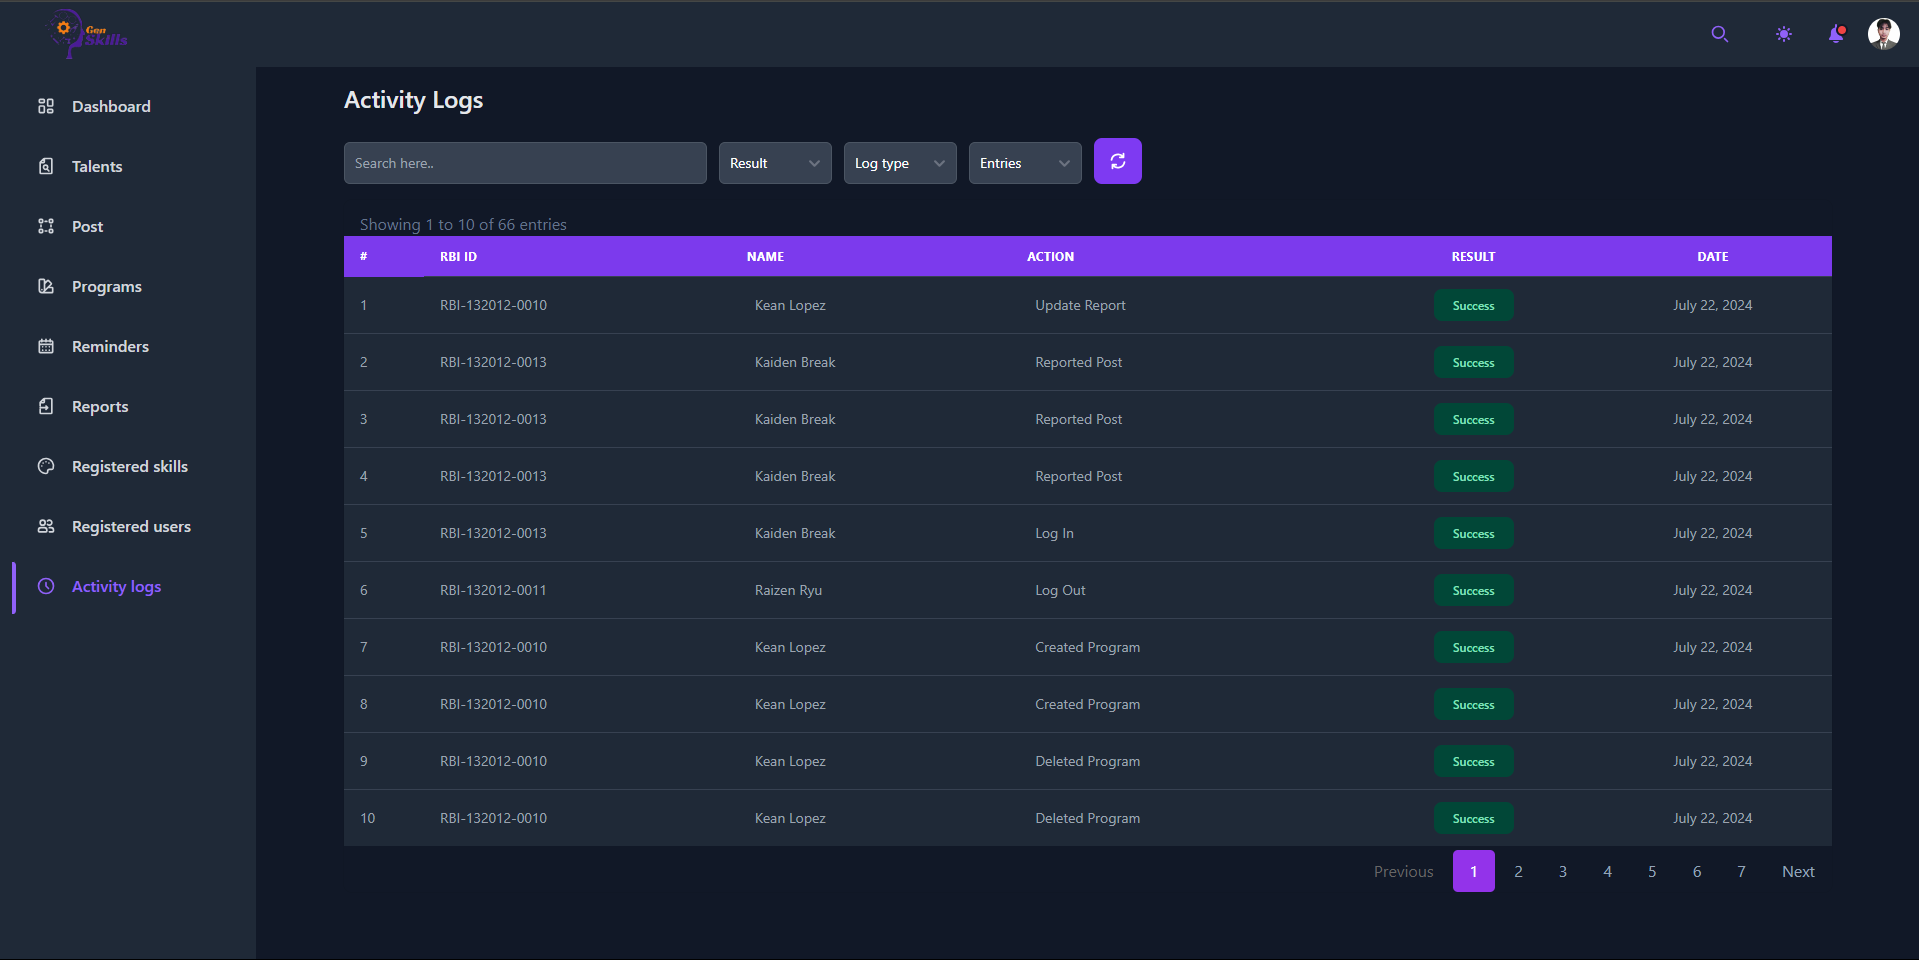 Gen
Skills
Dashboard
Talents
Post
Programs
Reminders
Reports
Registered skills
Registered users
Activity logs
Activity Logs
Search here.. Result Log type Entries
Showing 1 to 10 of 66 entries
# RBI ID NAME ACTION RESULT DATE
1 RBI-132012-0010 Kean Lopez Update Report Success July 22, 2024
2 RBI-132012-0013 Kaiden Break Reported Post Success July 22, 2024
3 RBI-132012-0013 Kaiden Break Reported Post Success July 22, 2024
4 RBI-132012-0013 Kaiden Break Reported Post Success July 22, 2024
5 RBI-132012-0013 Kaiden Break Log In Success July 22, 2024
6 RBI-132012-0011 Raizen Ryu Log Out Success July 22, 2024
7 RBI-132012-0010 Kean Lopez Created Program Success July 22, 2024
8 RBI-132012-0010 Kean Lopez Created Program Success July 22, 2024
9 RBI-132012-0010 Kean Lopez Deleted Program Success July 22, 2024
10 RBI-132012-0010 Kean Lopez Deleted Program Success July 22, 2024
Previous 1 2 3 4 5 6 7 Next